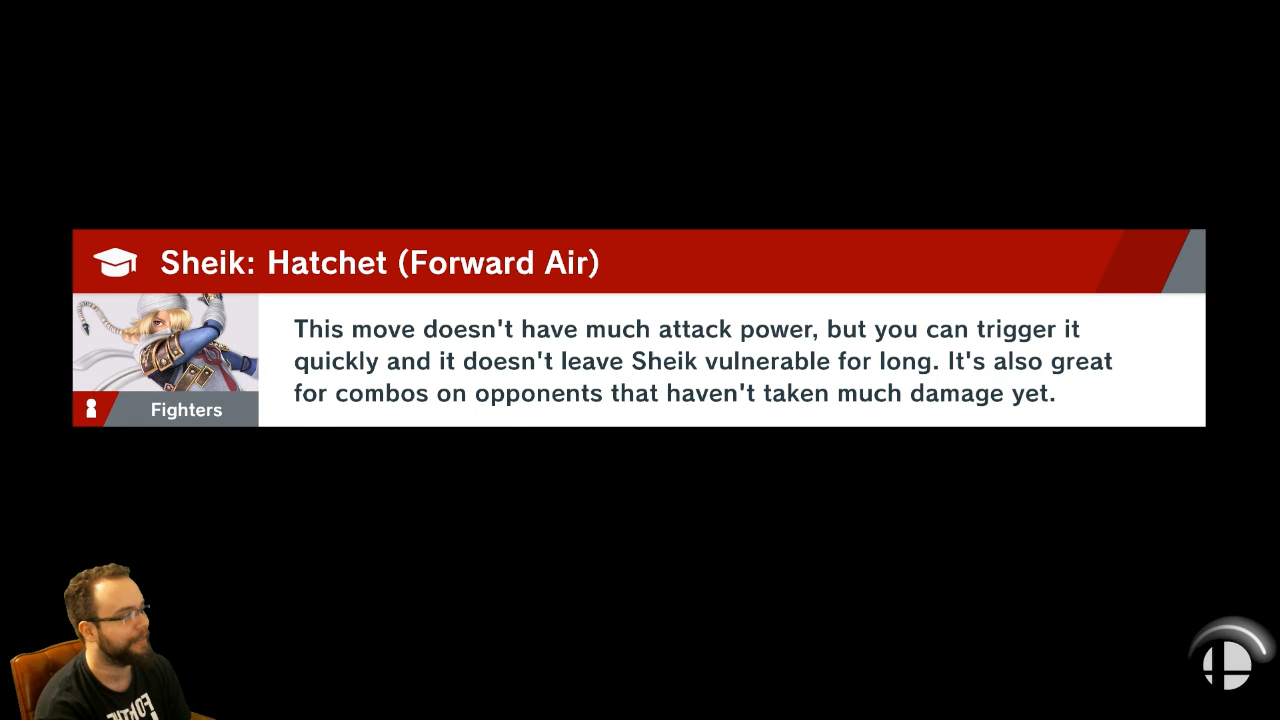 Sheik: Hatchet (Forward Air)
This move doesn't have much attack power, but you can trigger it
quickly and it doesn't leave Sheik vulnerable for long. It's also great
for combos on opponents that haven't taken much damage yet.
Fighters